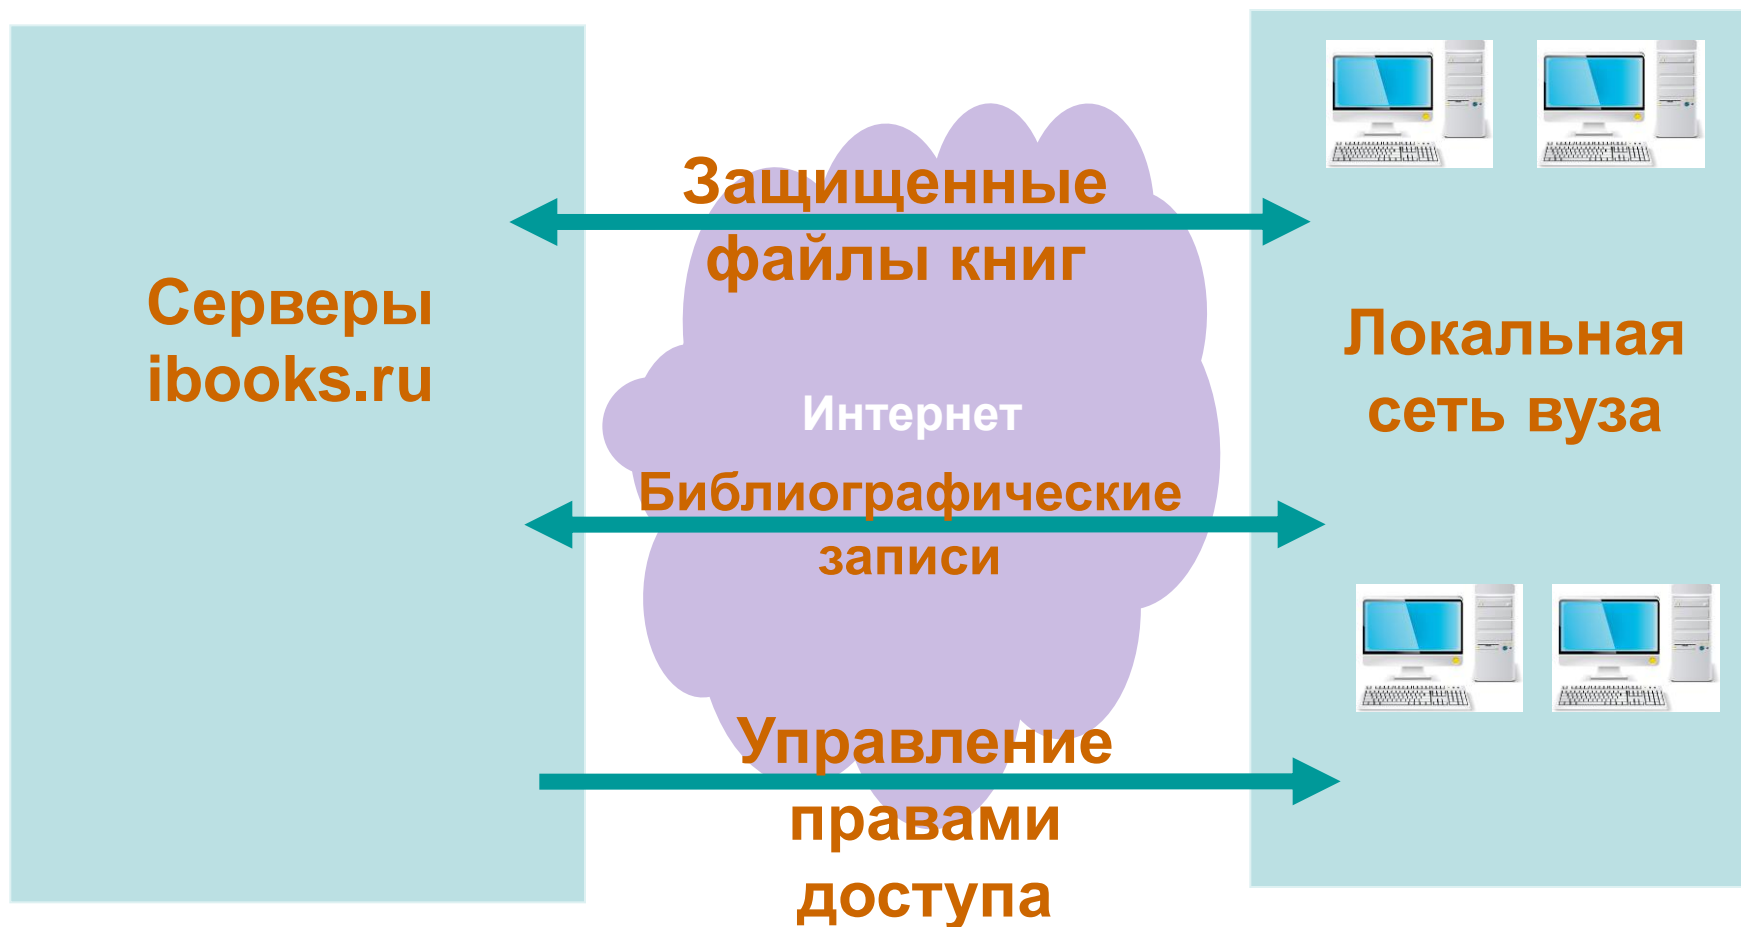 Серверы
ibooks.ru
Защищенные
файлы книг
Интернет
Библиографические
записи
Управление
правами
доступа
Локальная
сеть вуза